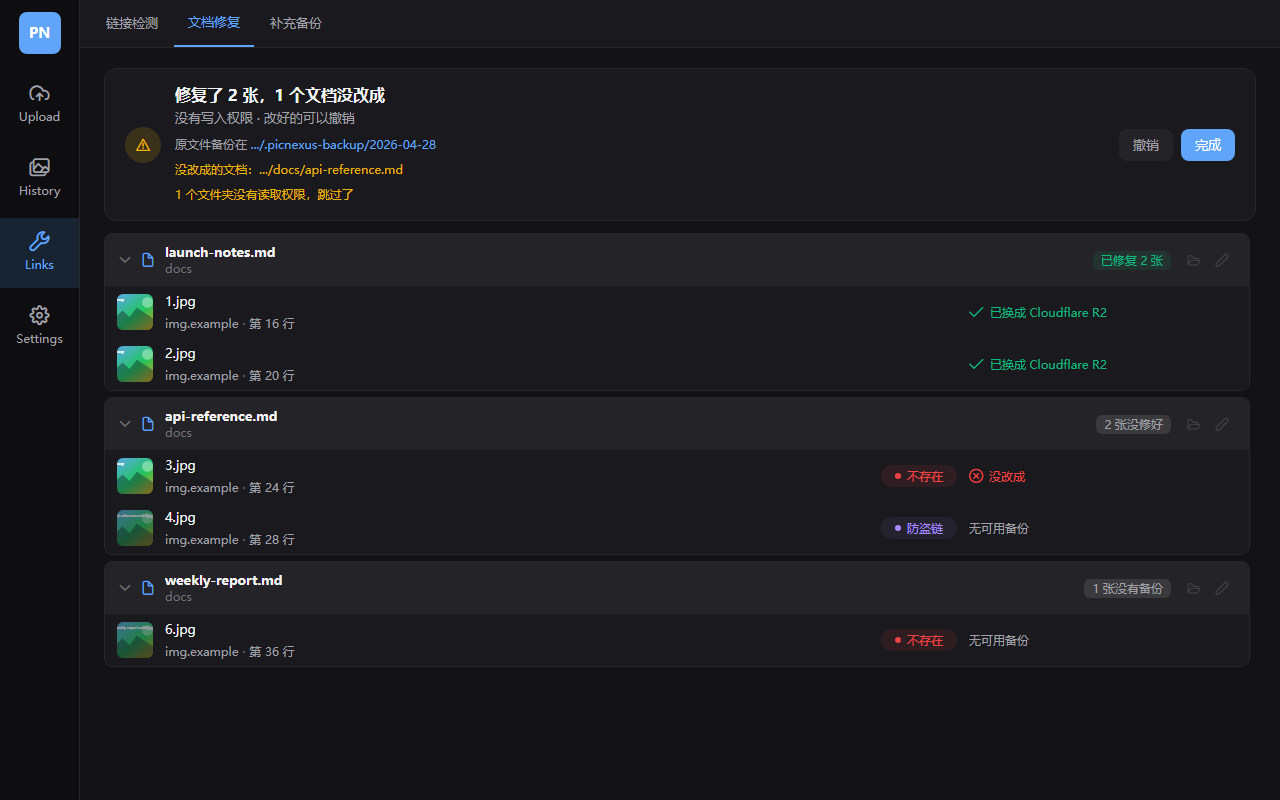 PN
Upload
History
Links
Settings
链接检测
文档修复
补充备份
修复了 2 张，1 个文档没改成
没有写入权限 · 改好的可以撤销
原文件备份在 .../.picnexus-backup/2026-04-28
没改成的文档：.../docs/api-reference.md
1 个文件夹没有读取权限，跳过了
撤销
完成
launch-notes.md
docs
已修复 2 张
1.jpg
img.example · 第 16 行
已换成 Cloudflare R2
2.jpg
img.example · 第 20 行
已换成 Cloudflare R2
api-reference.md
docs
2 张没修好
3.jpg
img.example · 第 24 行
不存在
没改成
4.jpg
img.example · 第 28 行
防盗链
无可用备份
weekly-report.md
docs
1 张没有备份
6.jpg
img.example · 第 36 行
不存在
无可用备份